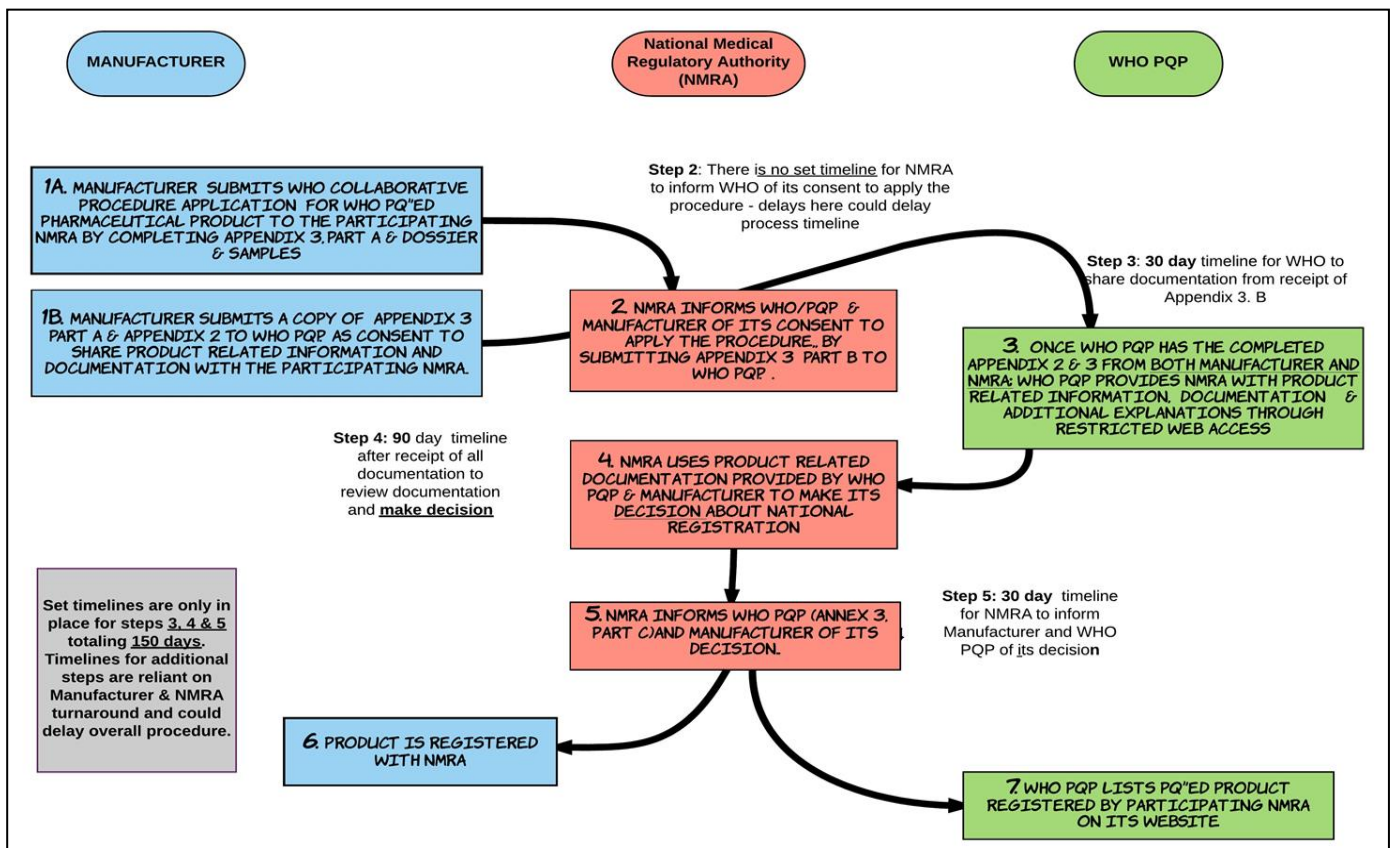 MANUFACTURER
National Medical
Regulatory Authority
(NMRA)
WHO PQP
1A. MANUFACTURER SUBMITS WHO COLLABORATIVE
PROCEDURE APPLICATION FOR WHO PQ"ED
PHARMACEUTICAL PRODUCT TO THE PARTICIPATING
NMRA BY COMPLETING APPENDIX 3, PART A & DOSSIER
& SAMPLES
Step 2: There is no set timeline for NMRA
to inform WHO of its consent to apply the
procedure - delays here could delay
process timeline
Step 3: 30 day timeline for WHO to
share documentation from receipt of
Appendix 3. B
1B. MANUFACTURER SUBMITS A COPY OF APPENDIX 3
PART A & APPENDIX 2 TO WHO PQP AS CONSENT TO
SHARE PRODUCT RELATED INFORMATION AND
DOCUMENTATION WITH THE PARTICIPATING NMRA.
2. NMRA INFORMS WHO/PQP &
MANUFACTURER OF ITS CONSENT TO
APPLY THE PROCEDURE,, BY
SUBMITTING APPENDIX 3 PART B TO
WHO PQP .
3. ONCE WHO PQP HAS THE COMPLETED
APPENDIX 2 & 3 FROM BOTH MANUFACTURER AND
NMRA; WHO PQP PROVIDES NMRA WITH PRODUCT
RELATED INFORMATION, DOCUMENTATION &
ADDITIONAL EXPLANATIONS THROUGH
RESTRICTED WEB ACCESS
Step 4: 90 day timeline
after receipt of all
documentation to
review documentation
and make decision
4. NMRA USES PRODUCT RELATED
DOCUMENTATION PROVIDED BY WHO
PQP & MANUFACTURER TO MAKE ITS
DECISION ABOUT NATIONAL
REGISTRATION
Set timelines are only in
place for steps 3, 4 & 5
totaling 150 days.
Timelines for additional
steps are reliant on
Manufacturer & NMRA
turnaround and could
delay overall procedure.
5. NMRA INFORMS WHO PQP (ANNEX 3,
PART C)AND MANUFACTURER OF ITS
DECISION..
Step 5: 30 day timeline
for NMRA to inform
Manufacturer and WHO
PQP of its decision
6. PRODUCT IS REGISTERED
WITH NMRA
7. WHO PQP LISTS PQ"ED PRODUCT
REGISTERED BY PARTICIPATING NMRA
ON ITS WEBSITE